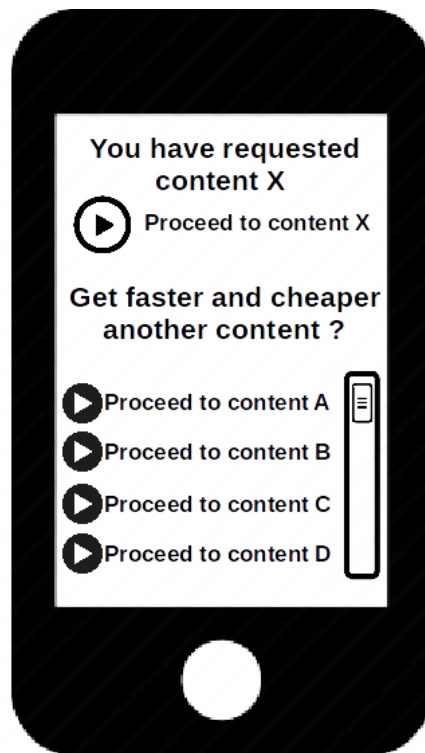 You have requested
content X
Proceed to content X
Get faster and cheaper
another content ?
Proceed to content A
Proceed to content B
Proceed to content C
Proceed to content D